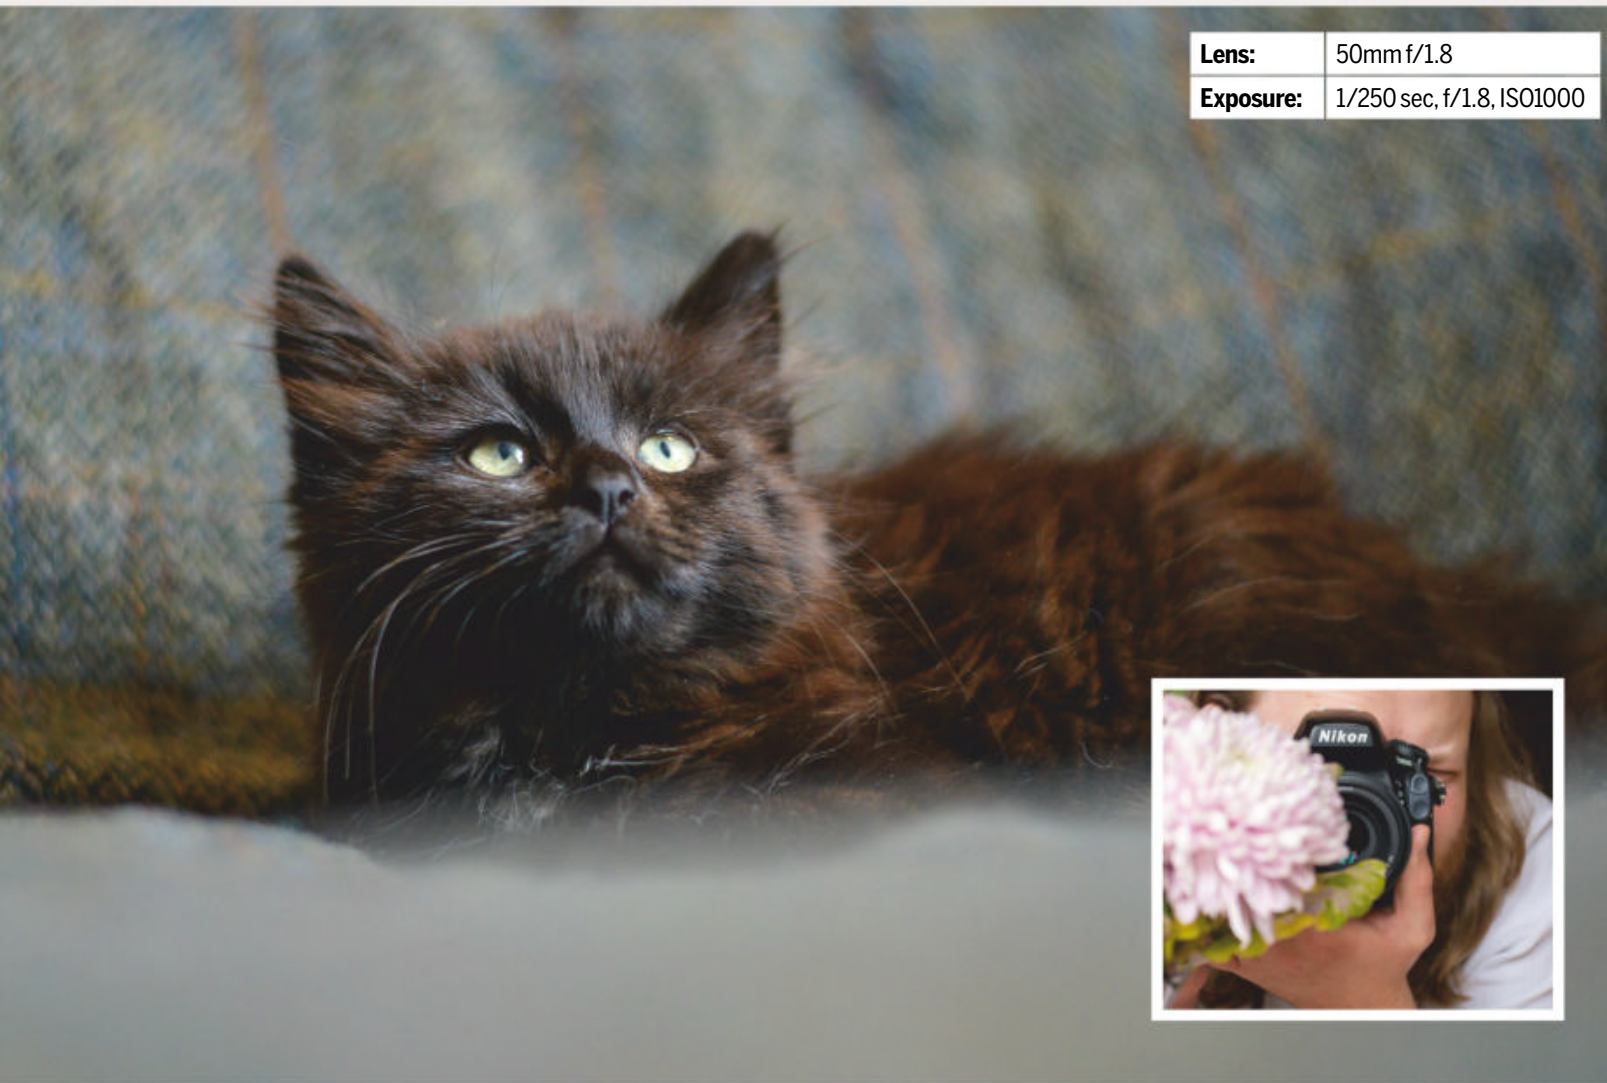 Lens: 50mm f/1.8
Exposure: 1/250 sec, f/1.8, ISO1000
Nikon